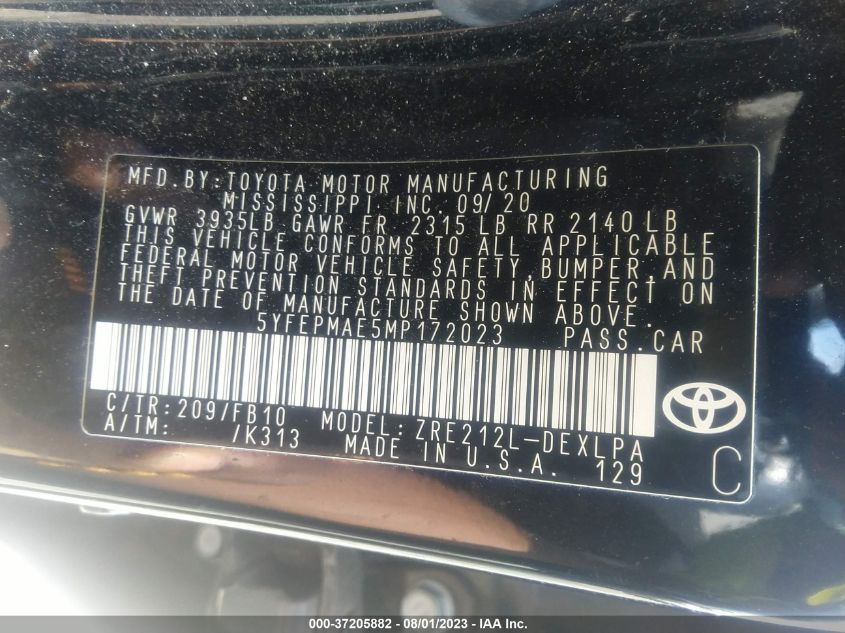 MFD.BY:TOYOTA MOTOR MANUFACTURING
MISSISSIPPI, INC. 09/20
GVWR 3935LB GAWR FR 2315 LB RR 2140 LB
THIS VEHICLE CONFORMS TO ALL APPLICABLE
FEDERAL MOTOR VEHICLE SAFETY, BUMPER, AND
THEFT PREVENTION STANDARDS IN EFFECT ON
THE DATE OF MANUFACTURE SHOWN ABOVE.
5YFEPMAE5MP172023 PASS.CAR
C/TR:209/FB10 MODEL:ZRE212L-DEXLPA
A/TM: /K313 MADE IN U.S.A. 129
C
000-37205882 - 08/01/2023 - IAA Inc.